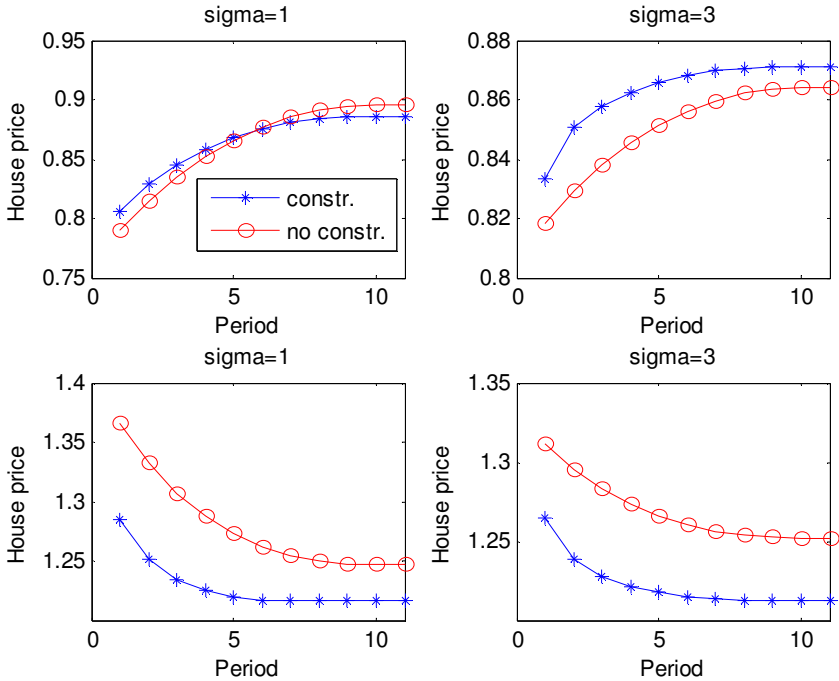 sigma=1
House price
0.95
0.9
0.85
0.8
0.75
constr.
no constr.
0
5
10
Period
sigma=3
House price
0.88
0.86
0.84
0.82
0.8
0
5
10
Period
sigma=1
House price
1.4
1.35
1.3
1.25
0
5
10
Period
sigma=3
House price
1.35
1.3
1.25
0
5
10
Period